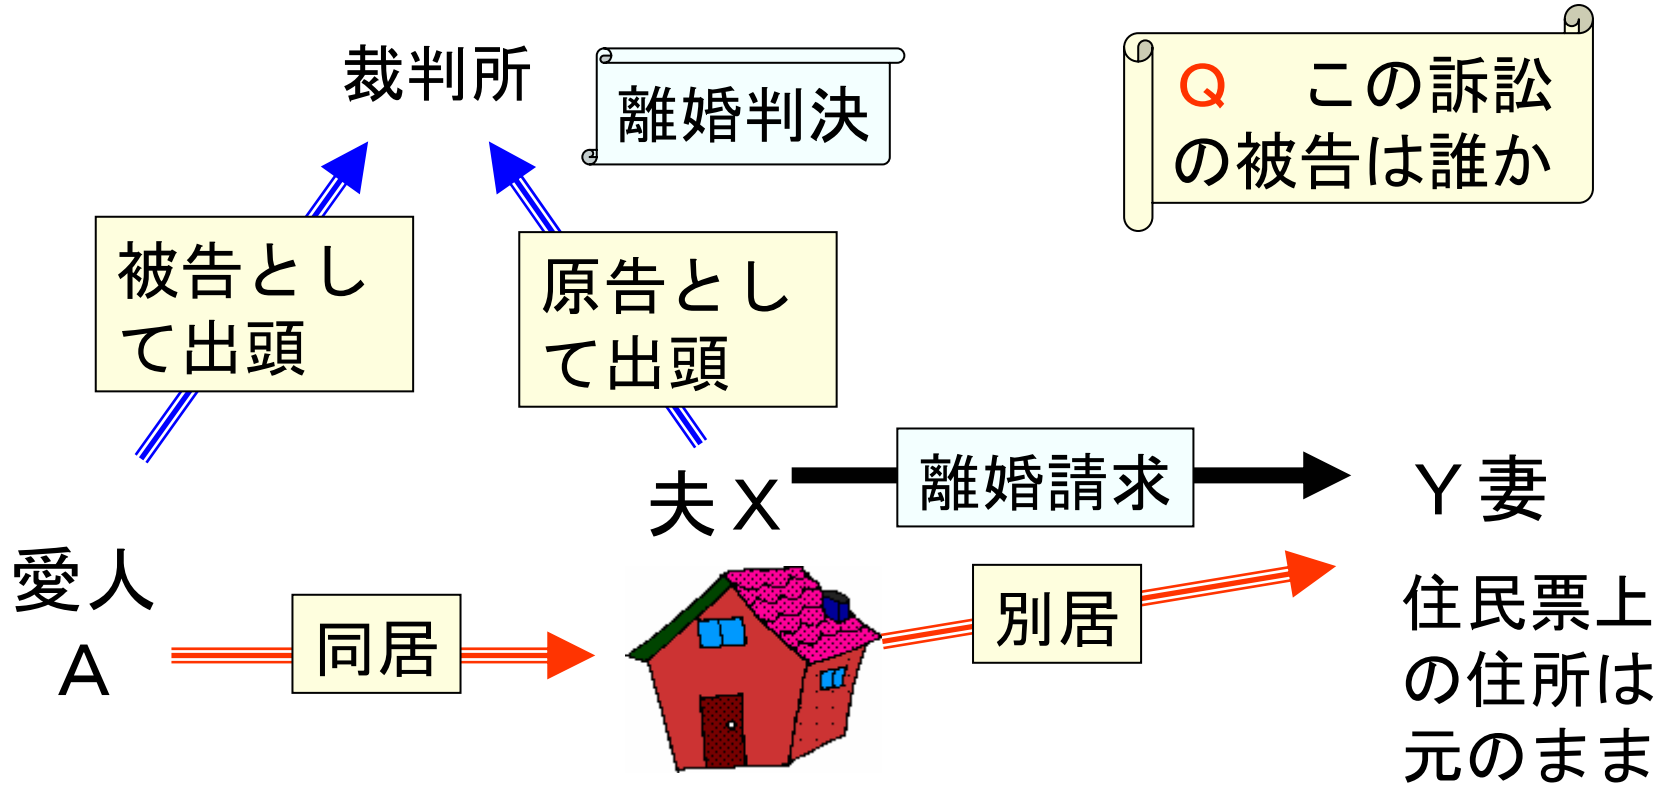 裁判所
離婚判決
Q　この訴訟
の被告は誰か
被告とし
て出頭
原告とし
て出頭
夫X
離婚請求
Y妻
愛人
A
同居
別居
住民票上
の住所は
元のまま